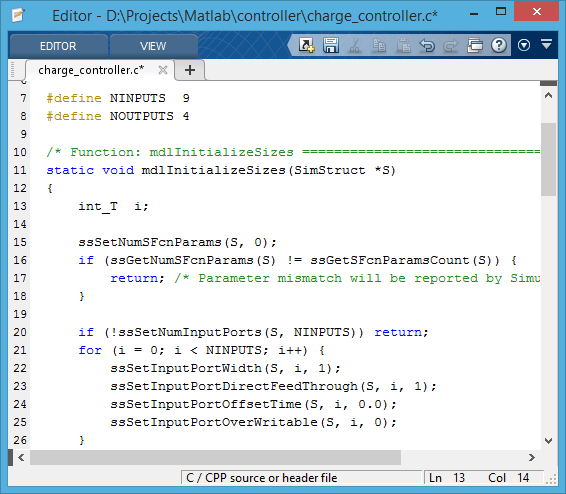 Editor - D:\Projects\Matlab\controller\charge_controller.c*
EDITOR VIEW
charge_controller.c*
7 #define NINPUTS 9
8 #define NOUTPUTS 4
9
10 /* Function: mdlInitializeSizes ==============================
11 static void mdlInitializeSizes(SimStruct *S)
12 {
13 int_T i;
14
15 ssSetNumSFcnParams(S, 0);
16 if (ssGetNumSFcnParams(S) != ssGetSFcnParamsCount(S)) {
17 return; /* Parameter mismatch will be reported by Simu
18 }
19
20 if (!ssSetNumInputPorts(S, NINPUTS)) return;
21 for (i = 0; i < NINPUTS; i++) {
22 ssSetInputPortWidth(S, i, 1);
23 ssSetInputPortDirectFeedThrough(S, i, 1);
24 ssSetInputPortOffsetTime(S, i, 0.0);
25 ssSetInputPortOverWritable(S, i, 0);
26 }
C / CPP source or header file Ln 13 Col 14